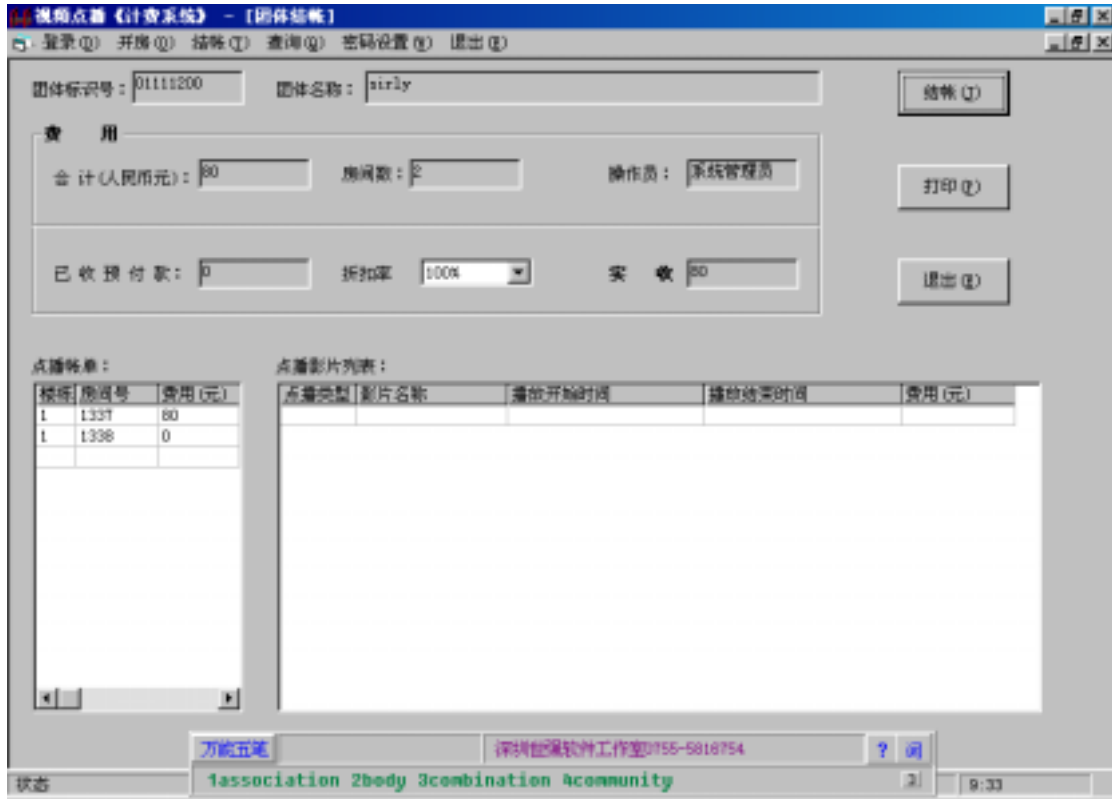 视频点播《计费系统》 - [团体结帐]
登录(D) 开房(O) 结帐(T) 查询(Q) 密码设置(W) 退出(E)
团体标识号：01111200 团体名称：sirly 结帐(J)
费 用
合 计(人民币元)：80 房间数：2 操作员：系统管理员 打印(P)
已 收 预 付 款：0 折扣率 100% 实 收 80 退出(E)
点播帐单： 点播影片列表：
楼栋 房间号 费用(元) 点播类型 影片名称 播放开始时间 播放结束时间 费用(元)
1 1337 80
1 1338 0
万能五笔 深圳世强软件工作室0755-5816754 ? 词
1association 2body 3combination 4community
状态 9:33